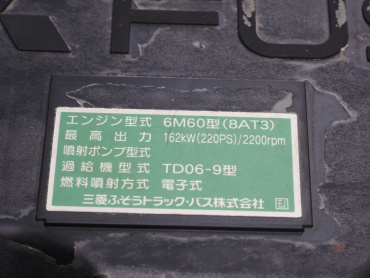 FUS
エンジン型式 6M60型(8AT3)
最高出力 162kW(220PS)/2200rpm
噴射ポンプ型式
過給機型式 TD06-9型
燃料噴射方式 電子式
三菱ふそうトラック・バス株式会社